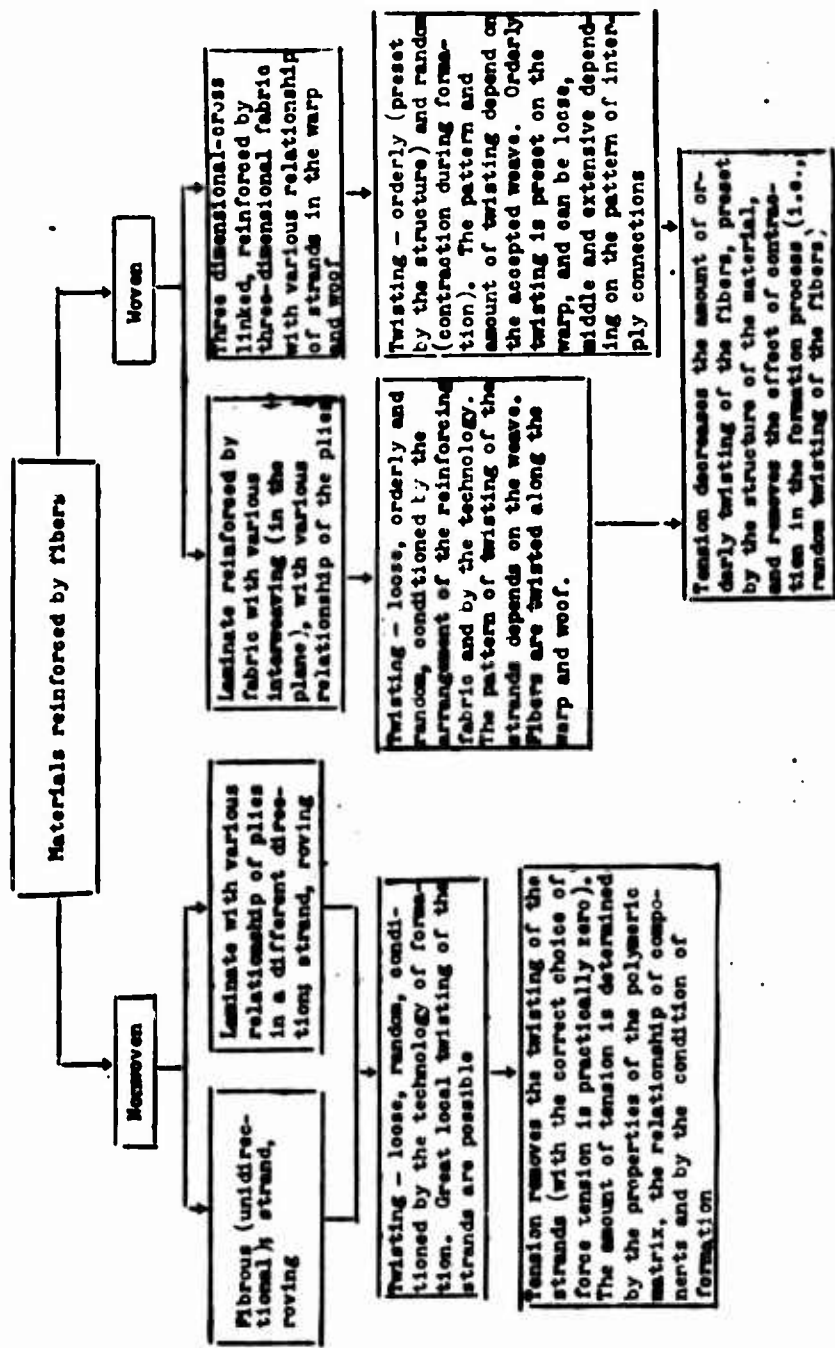 Materials reinforced by fibers
Nonwoven
Woven
Fibrous (unidirec-
tional); strand,
roving
Laminate with various
relationship of plies
in a different direc-
tion; strand, roving
Laminate reinforced by
fabric with various
interweaving (in the
plane), with various
relationship of the plies
Three dimensional-cross
linked, reinforced by
three-dimensional fabric
with various relationship
of strands in the warp
and woof
Twisting — loose, random, condi-
tioned by the technology of forma-
tion. Great local twisting of the
strands are possible
Twisting — loose, orderly and
random, conditioned by the
arrangement of the reinforcing
fabric and by the technology.
The pattern of twisting of the
strands depends on the weave.
Fibers are twisted along the
warp and woof.
Twisting — orderly (preset
by the structure) and random
(contraction during forma-
tion). The pattern and
amount of twisting depend on
the accepted weave. Orderly
twisting is preset on the
warp, and can be loose,
middle and extensive depend-
ing on the pattern of inter-
ply connections
Tension removes the twisting of the
strands (with the correct choice of
force tension is practically zero).
The amount of tension is determined
by the properties of the polymeric
matrix, the relationship of compo-
nents and by the condition of
formation
Tension decreases the amount of or-
derly twisting of the fibers, preset
by the structure of the material,
and removes the effect of contrac-
tion in the formation process (i.e.,
random twisting of the fibers)